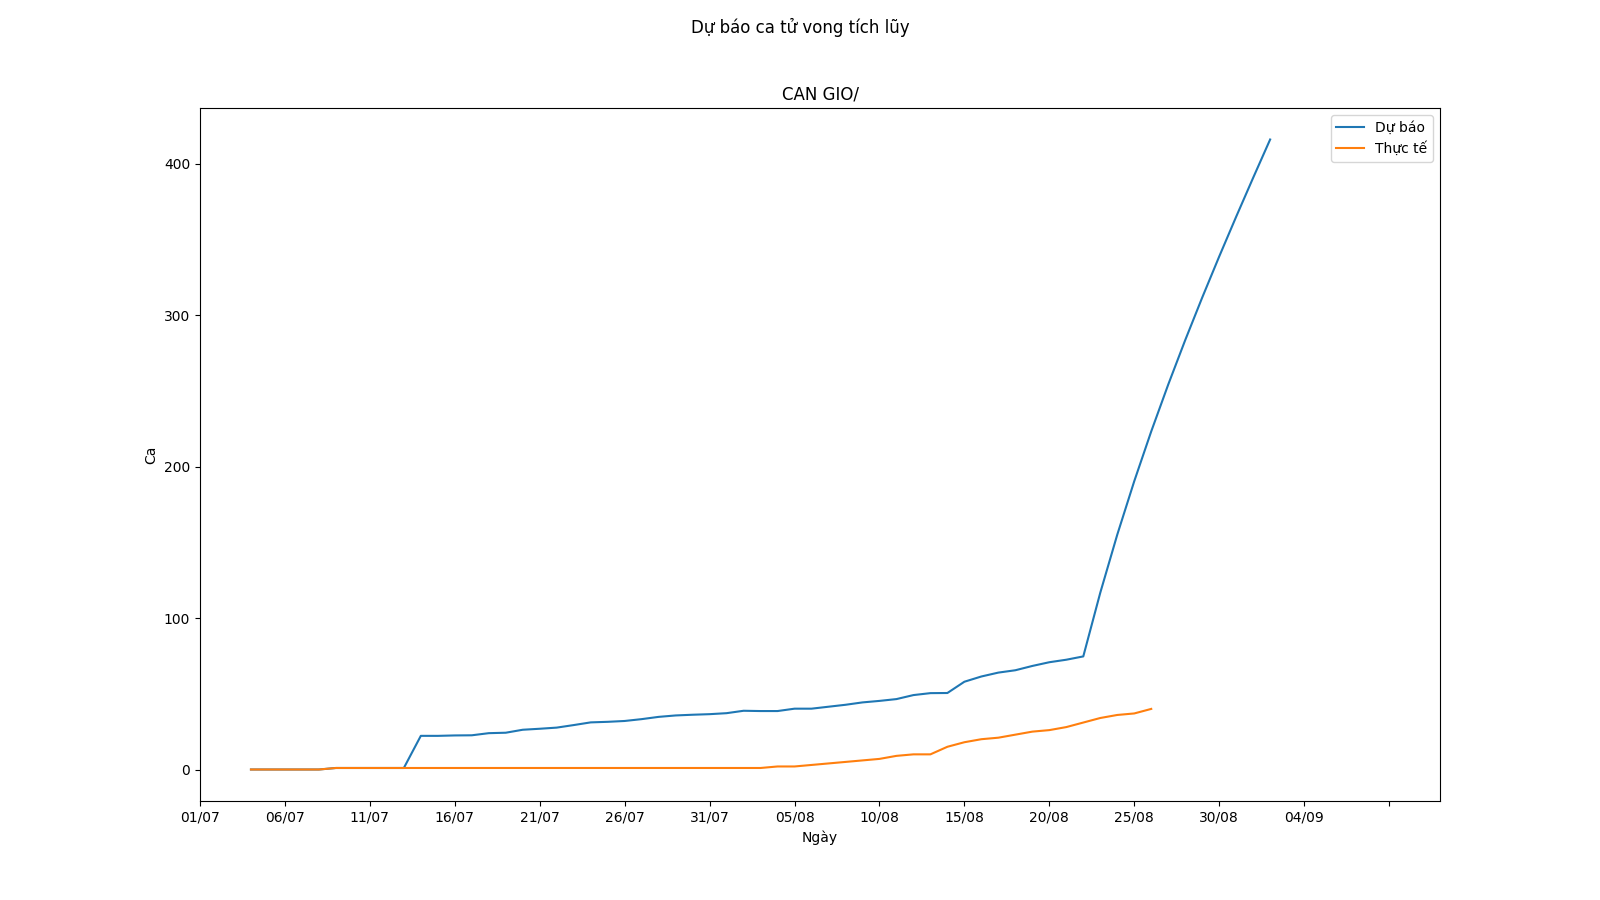 Dự báo ca tử vong tích lũy
CAN GIO/
Dự báo
Thực tế
400
300
200
100
0
Ca
01/07 06/07 11/07 16/07 21/07 26/07 31/07 05/08 10/08 15/08 20/08 25/08 30/08 04/09
Ngày